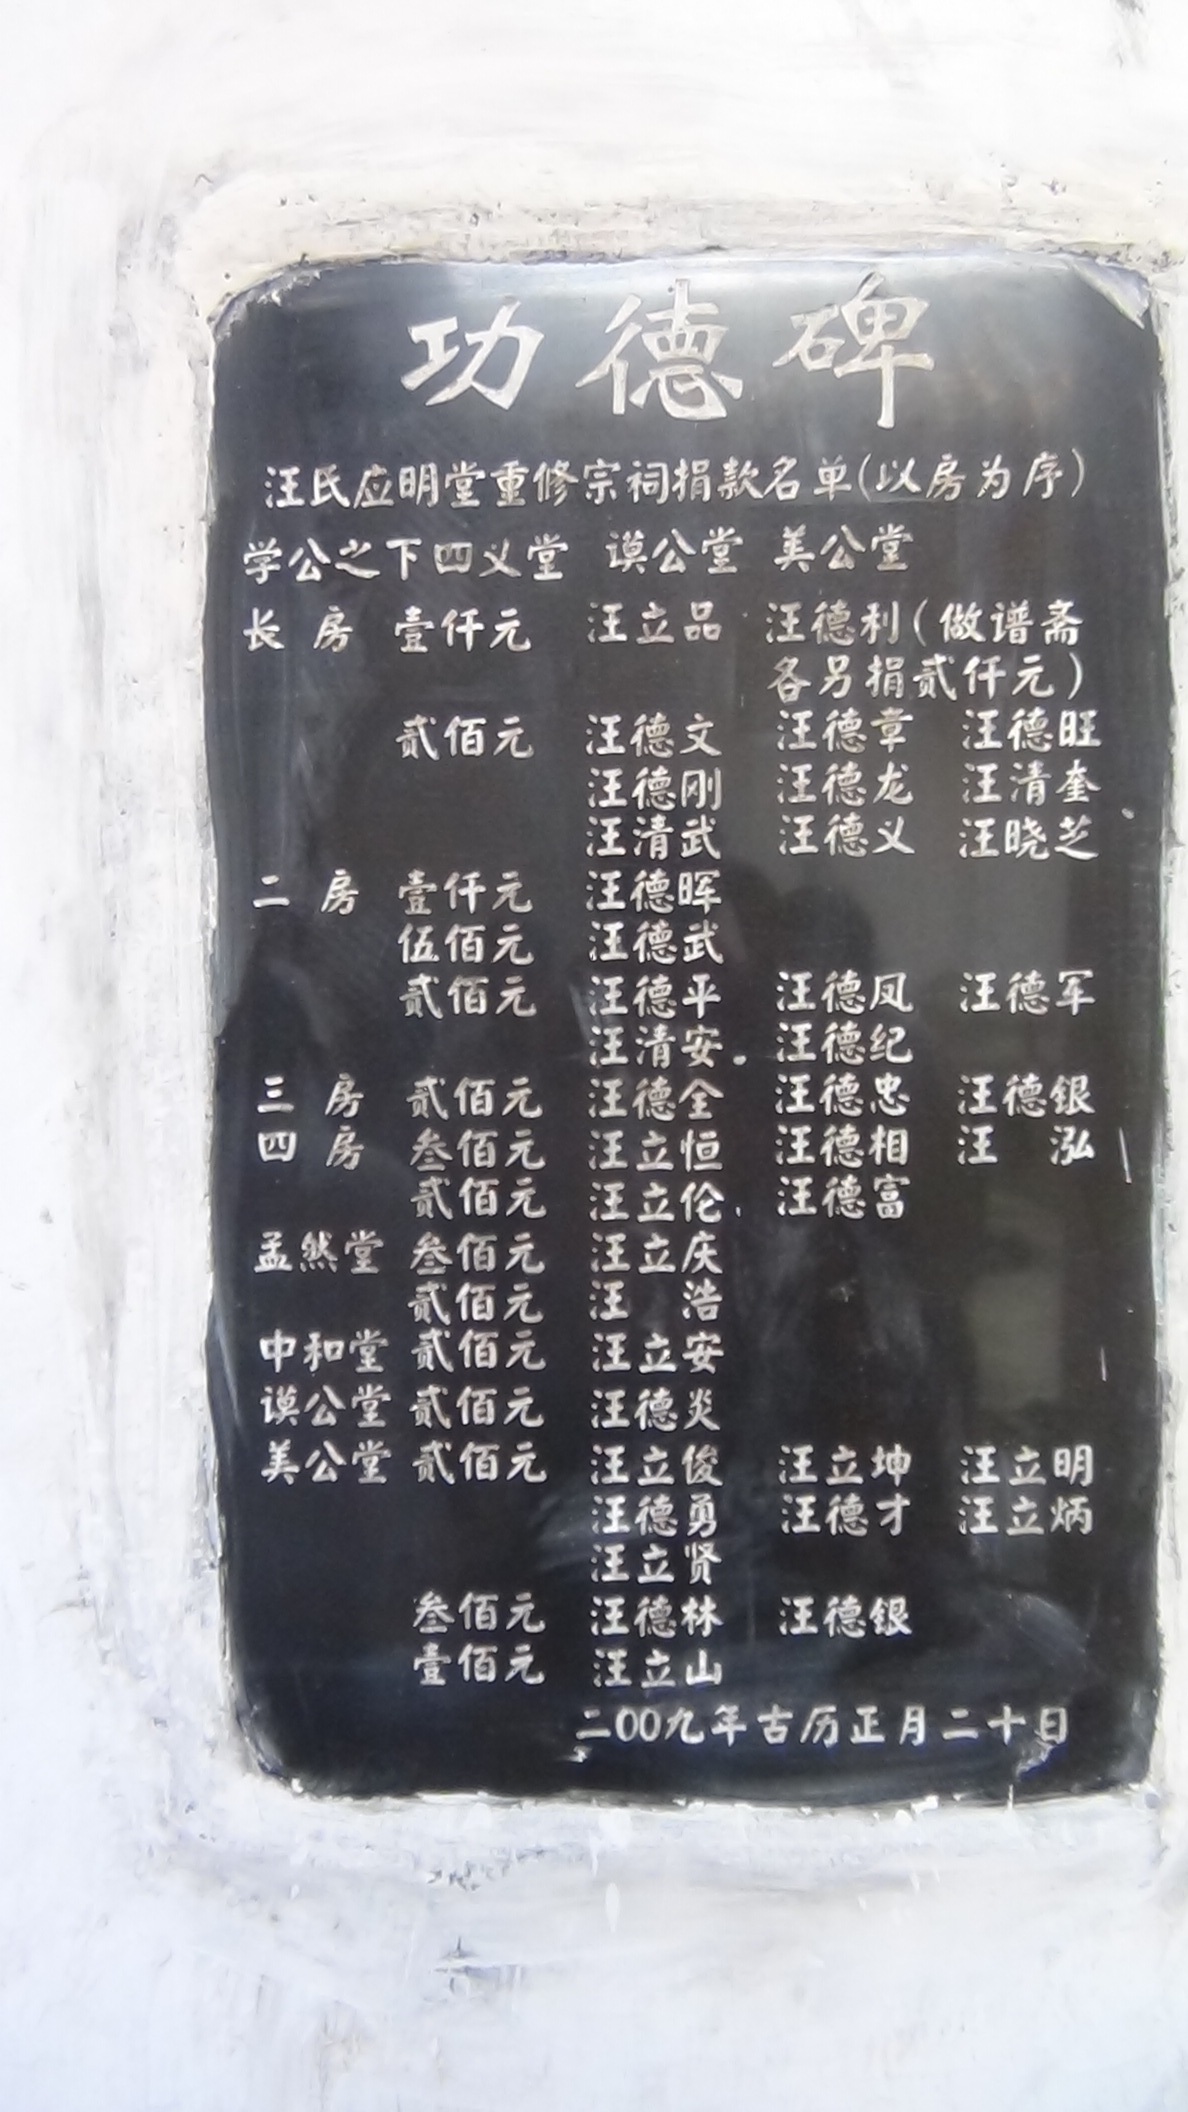 功德碑
汪氏应明堂重修宗祠捐款名单(以房为序)
学公之下四义堂 谟公堂 美公堂
长房 壹仟元 汪立品 汪德利(做谱斋
各另捐贰仟元)
贰佰元 汪德文 汪德章 汪德旺
汪德刚 汪德龙 汪清奎
汪清武 汪德义 汪晓芝
二房 壹仟元 汪德晖
伍佰元 汪德武
贰佰元 汪德平 汪德凤 汪德军
汪清安 汪德纪
三房 贰佰元 汪德全 汪德忠 汪德银
四房 叁佰元 汪立恒 汪德相 汪泓
贰佰元 汪立伦 汪德富
孟然堂 叁佰元 汪立庆
贰佰元 汪浩
中和堂 贰佰元 汪立安
谟公堂 贰佰元 汪德炎
美公堂 贰佰元 汪立俊 汪立坤 汪立明
汪德勇 汪德才 汪立炳
汪立贤
叁佰元 汪德林 汪德银
壹佰元 汪立山
二00九年古历正月二十日